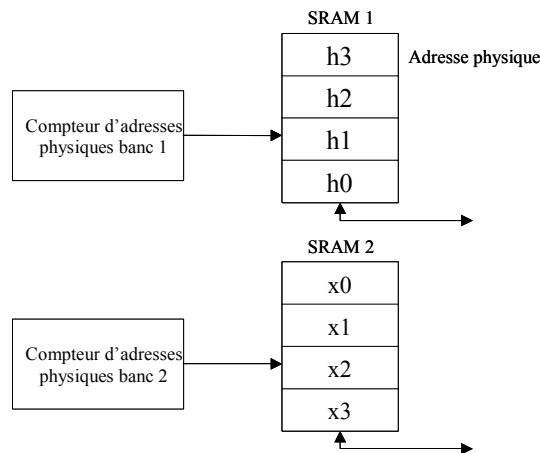 SRAM 1
h3
Adresse physique
h2
Compteur d’adresses
physiques banc 1
h1
h0
SRAM 2
x0
x1
Compteur d’adresses
physiques banc 2
x2
x3